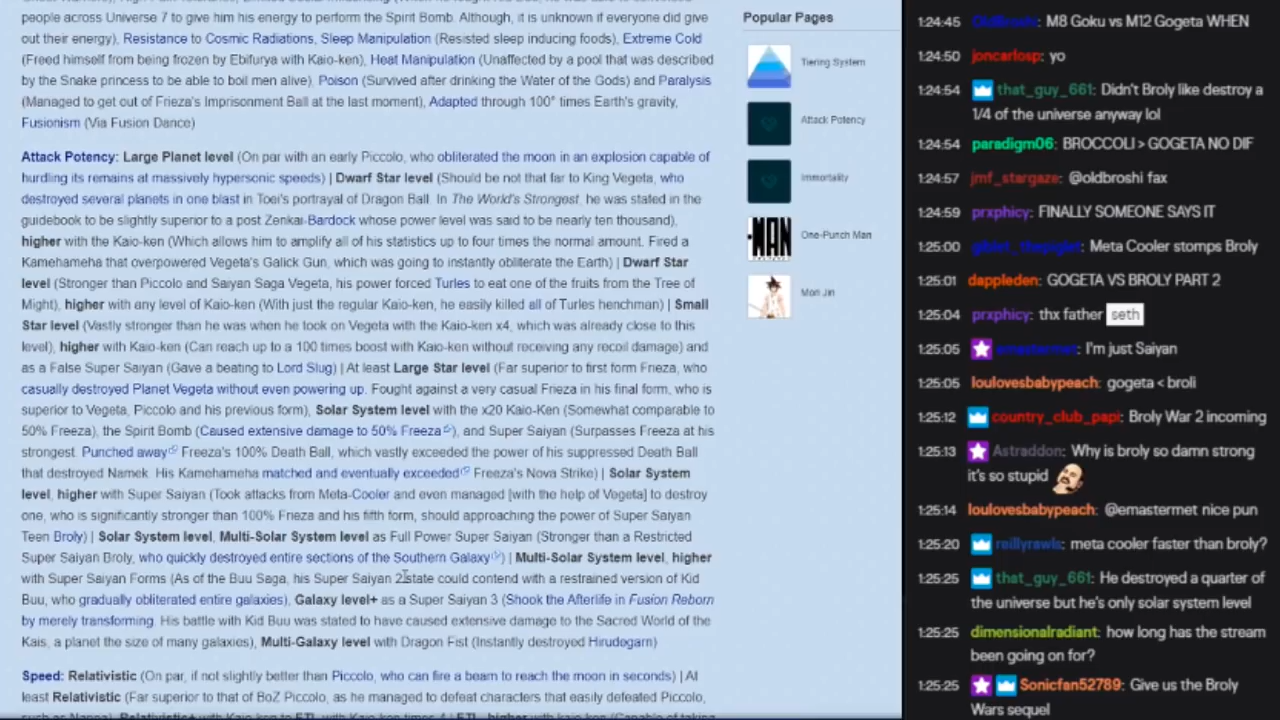 people across Universe 7 to give him his energy to perform the Spirit Bomb. Although, it is unknown if everyone did give
out their energy), Resistance to Cosmic Radiations, Sleep Manipulation (Resisted sleep inducing foods), Extreme Cold
(Freed himself from being frozen by Ebifurya with Kaio-ken), Heat Manipulation (Unaffected by a pool that was described
by the Snake princess to be able to boil men alive), Poison (Survived after drinking the Water of the Gods) and Paralysis
(Managed to get out of Frieza's Imprisonment Ball at the last moment), Adapted through 100* times Earth's gravity,
Fusionism (Via Fusion Dance)
Attack Potency: Large Planet level (On par with an early Piccolo, who obliterated the moon in an explosion capable of
hurdling its remains at massively hypersonic speeds) | Dwarf Star level (Should be not that far to King Vegeta, who
destroyed several planets in one blast in Toei's portrayal of Dragon Ball. In The World's Strongest, he was stated in the
guidebook to be slightly superior to a post Zenkai-Bardock whose power level was said to be nearly ten thousand),
higher with the Kaio-ken (Which allows him to amplify all of his statistics up to four times the normal amount. Fired a
Kamehameha that overpowered Vegeta's Galick Gun, which was going to instantly obliterate the Earth) | Dwarf Star
level (Stronger than Piccolo and Saiyan Saga Vegeta, his power forced Turles to eat one of the fruits from the Tree of
Might), higher with any level of Kaio-ken (With just the regular Kaio-ken, he easily killed all of Turles henchman) | Small
Star level (Vastly stronger than he was when he took on Vegeta with the Kaio-ken x4, which was already close to this
level), higher with Kaio-ken (Can reach up to a 100 times boost with Kaio-ken without receiving any recoil damage) and
as a False Super Saiyan (Gave a beating to Lord Slug) | At least Large Star level (Far superior to first form Frieza, who
casually destroyed Planet Vegeta without even powering up. Fought against a very casual Frieza in his final form, who is
superior to Vegeta, Piccolo and his previous form), Solar System level with the x20 Kaio-Ken (Somewhat comparable to
50% Freeza), the Spirit Bomb (Caused extensive damage to 50% Freeza), and Super Saiyan (Surpasses Freeza at his
strongest. Punched away Freeza's 100% Death Ball, which vastly exceeded the power of his suppressed Death Ball
that destroyed Namek. His Kamehameha matched and eventually exceeded Freeza's Nova Strike) | Solar System
level, higher with Super Saiyan (Took attacks from Meta-Cooler and even managed [with the help of Vegeta] to destroy
one, who is significantly stronger than 100% Frieza and his fifth form, should approaching the power of Super Saiyan
Teen Broly) | Solar System level, Multi-Solar System level as Full Power Super Saiyan (Stronger than a Restricted
Super Saiyan Broly, who quickly destroyed entire sections of the Southern Galaxy) | Multi-Solar System level, higher
with Super Saiyan Forms (As of the Buu Saga, his Super Saiyan 2 state could contend with a restrained version of Kid
Buu, who gradually obliterated entire galaxies), Galaxy level+ as a Super Saiyan 3 (Shook the Afterlife in Fusion Reborn
by merely transforming. His battle with Kid Buu was stated to have caused extensive damage to the Sacred World of the
Kais, a planet the size of many galaxies), Multi-Galaxy level with Dragon Fist (Instantly destroyed Hirudegarn)
Speed: Relativistic (On par, if not slightly better than Piccolo, who can fire a beam to reach the moon in seconds) | At
least Relativistic (Far superior to that of BoZ Piccolo, as he managed to defeat characters that easily defeated Piccolo,
Popular Pages
Tiering System
Attack Potency
Immortality
MAN
One-Punch Man
Mori Jin
1:24:45 OldBroshi: M8 Goku vs M12 Gogeta WHEN
1:24:50 joncarlosp: yo
1:24:54 that_guy_661: Didn't Broly like destroy a
1/4 of the universe anyway lol
1:24:54 paradigm06: BROCCOLI > GOGETA NO DIF
1:24:57 jmf_stargaze: @oldbroshi fax
1:24:59 prxphicy: FINALLY SOMEONE SAYS IT
1:25:00 Meta Cooler stomps Broly
1:25:01 dappleden: GOGETA VS BROLY PART 2
1:25:04 prxphicy: thx father seth
1:25:05 emastermet: I'm just Saiyan
1:25:05 loulovesbabypeach: gogeta < broli
1:25:12 country_club_papi: Broly War 2 incoming
1:25:13 Astraddon: Why is broly so damn strong
it's so stupid
1:25:14 loulovesbabypeach: @emastermet nice pun
1:25:20 reillyrawls: meta cooler faster than broly?
1:25:25 that_guy_661: He destroyed a quarter of
the universe but he's only solar system level
1:25:25 dimensionalradiant: how long has the stream
been going on for?
1:25:25 Sonicfan52789: Give us the Broly
Wars sequel